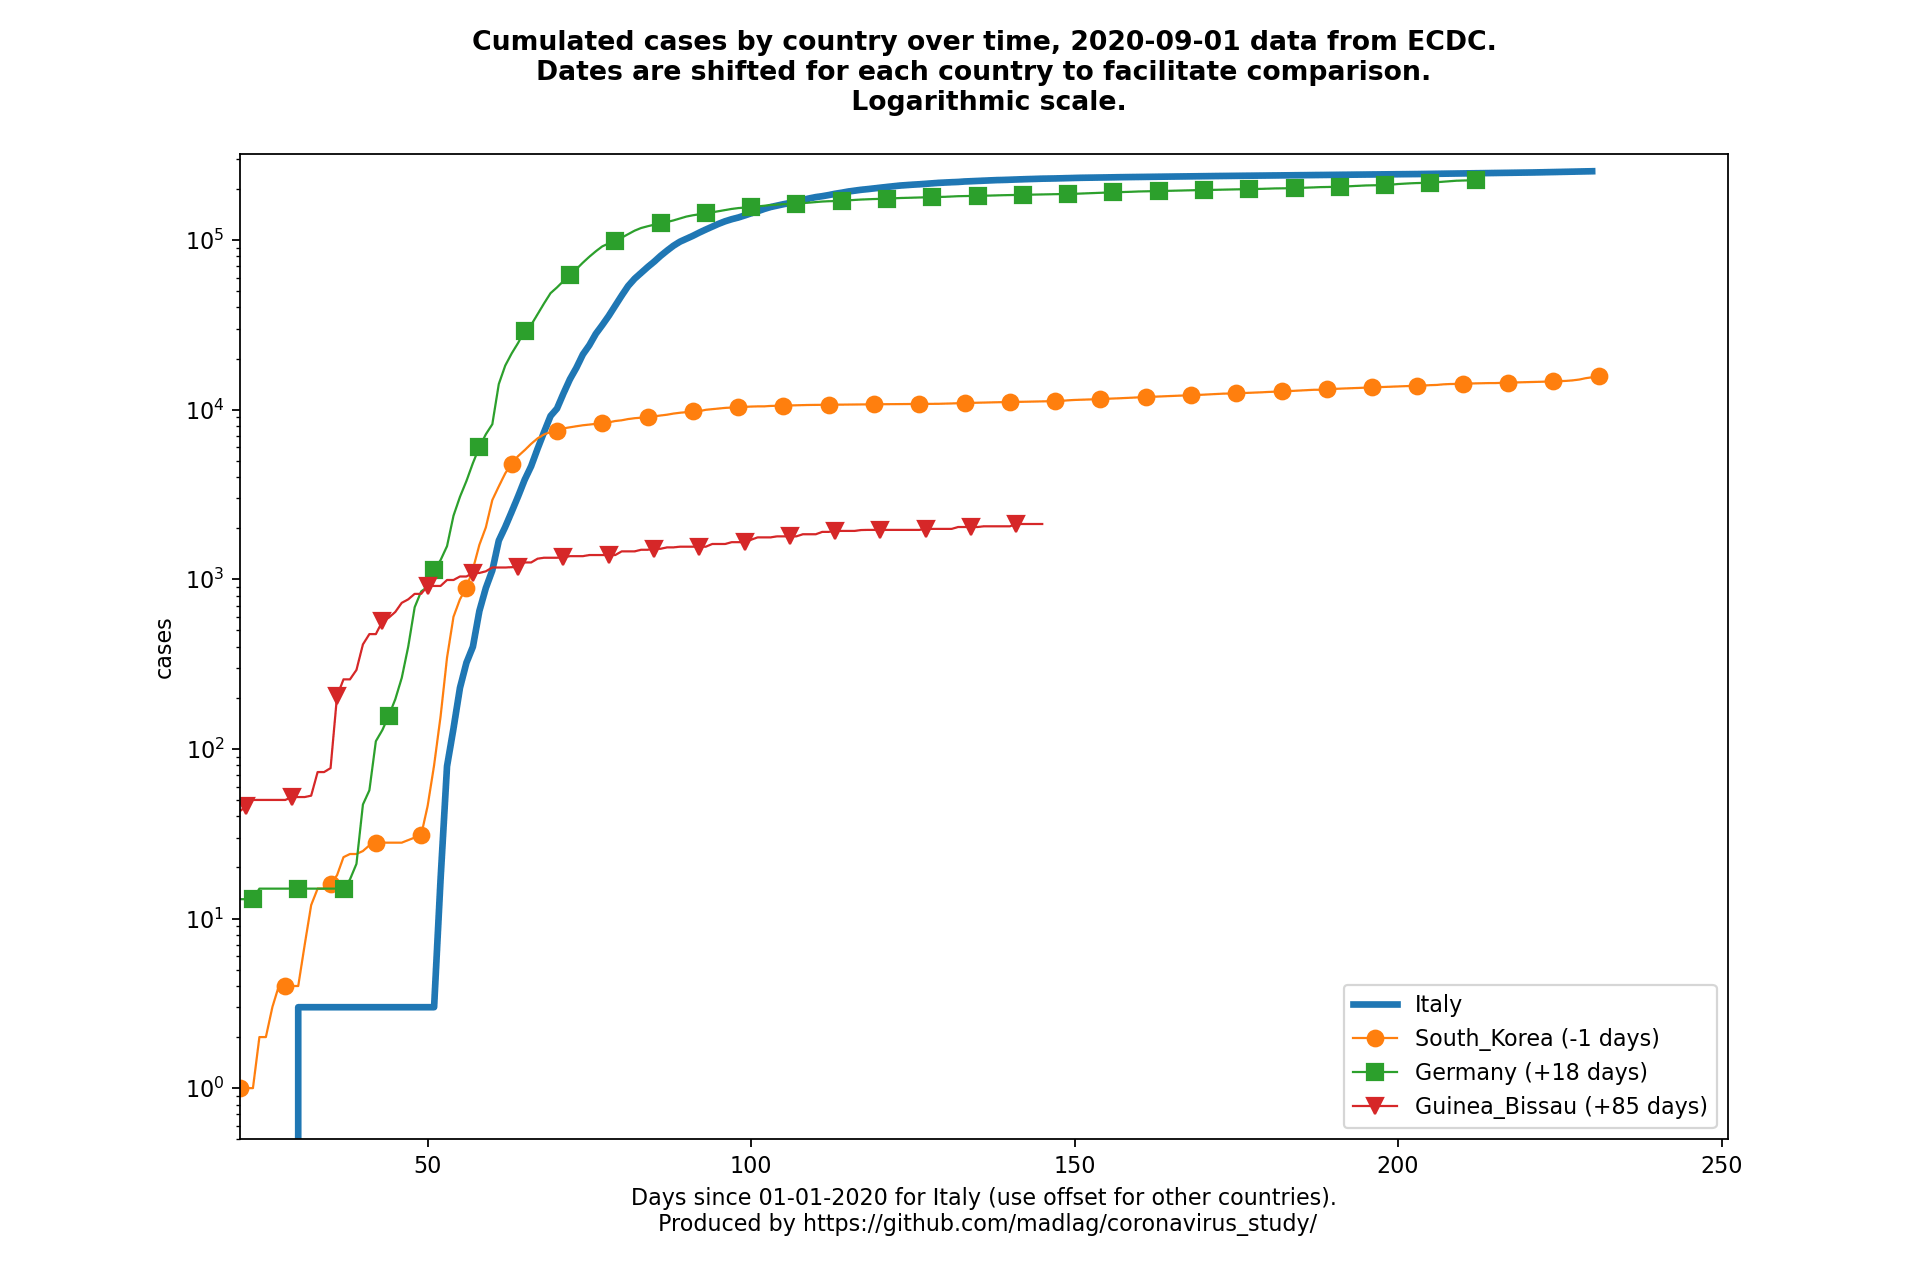 Cumulated cases by country over time, 2020-09-01 data from ECDC.
Dates are shifted for each country to facilitate comparison.
Logarithmic scale.
10^5
10^4
10^3
10^2
10^1
10^0
cases
Italy
South_Korea (-1 days)
Germany (+18 days)
Guinea_Bissau (+85 days)
50 100 150 200 250
Days since 01-01-2020 for Italy (use offset for other countries).
Produced by https://github.com/madlag/coronavirus_study/